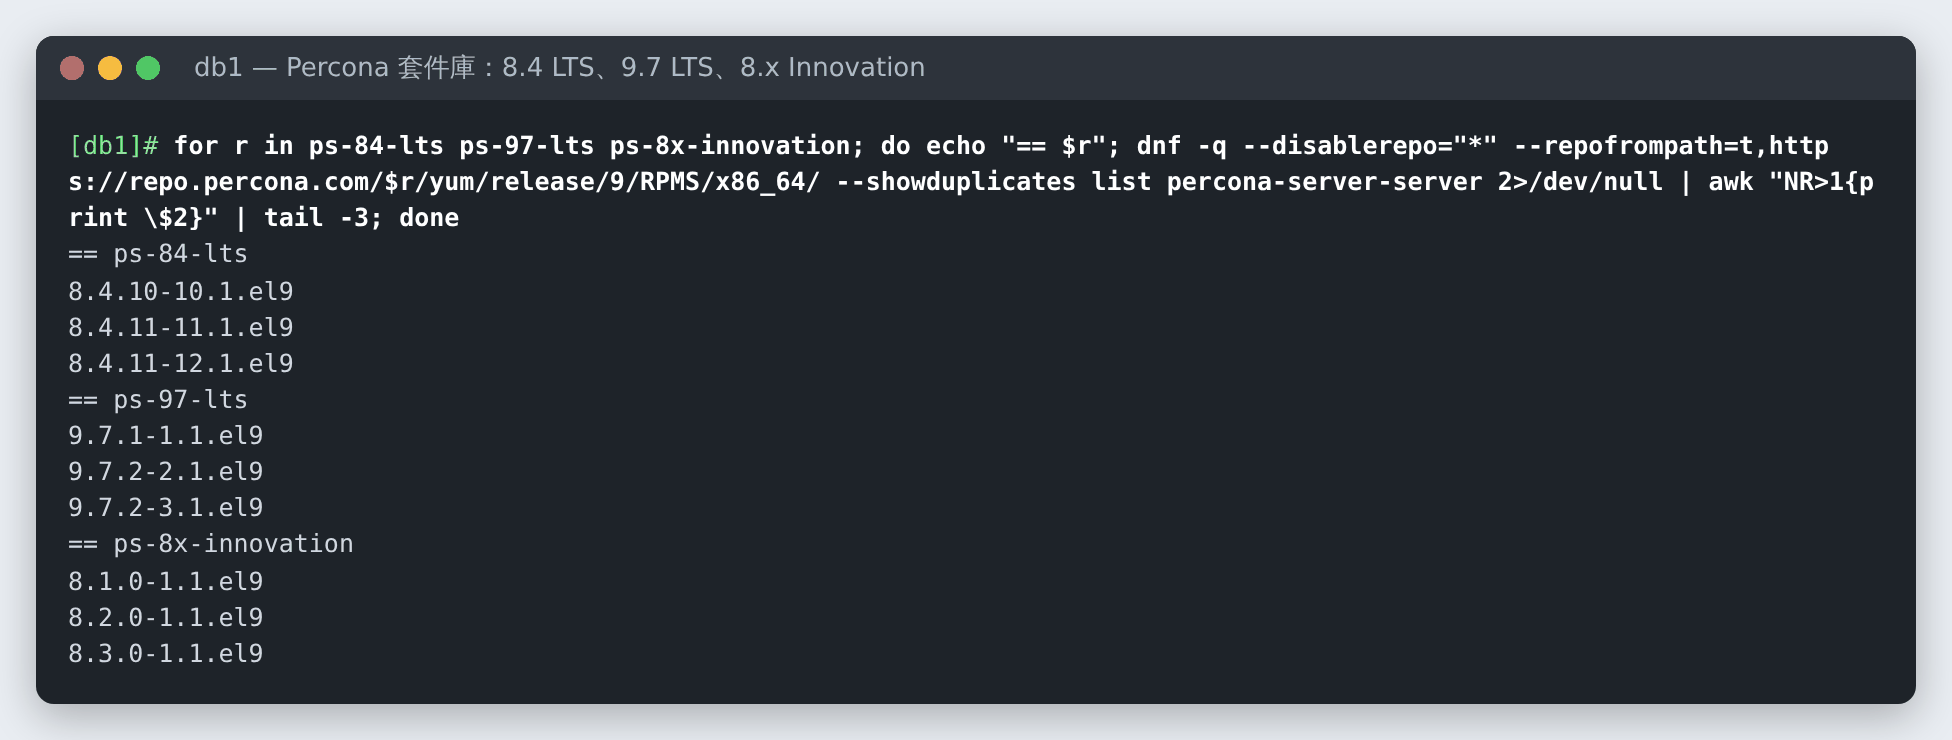 db1 — Percona 套件庫：8.4 LTS、9.7 LTS、8.x Innovation
[db1]# for r in ps-84-lts ps-97-lts ps-8x-innovation; do echo "== $r"; dnf -q --disablerepo="*" --repofrompath=t,http
s://repo.percona.com/$r/yum/release/9/RPMS/x86_64/ --showduplicates list percona-server-server 2>/dev/null | awk "NR>1{p
rint \$2}" | tail -3; done
== ps-84-lts
8.4.10-10.1.el9
8.4.11-11.1.el9
8.4.11-12.1.el9
== ps-97-lts
9.7.1-1.1.el9
9.7.2-2.1.el9
9.7.2-3.1.el9
== ps-8x-innovation
8.1.0-1.1.el9
8.2.0-1.1.el9
8.3.0-1.1.el9